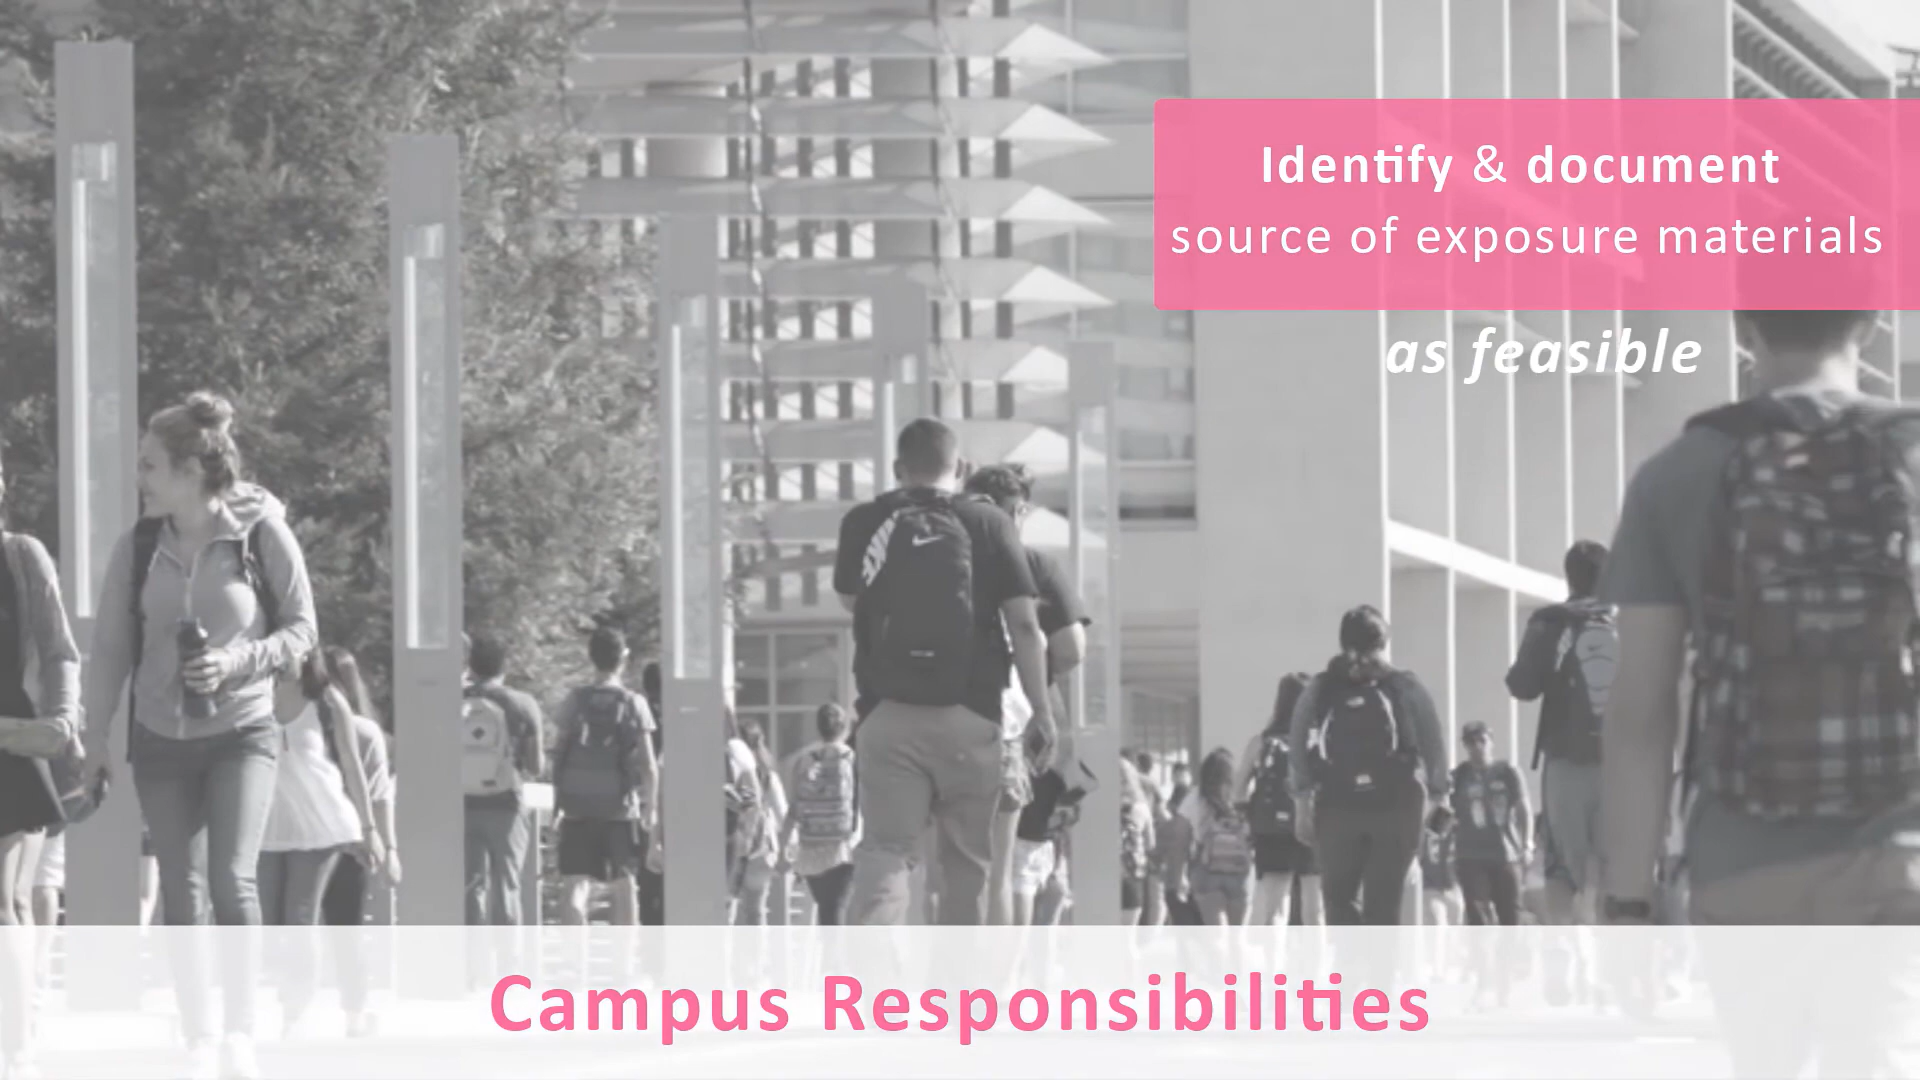 Identify & document
source of exposure materials
as feasible
Campus Responsibilities